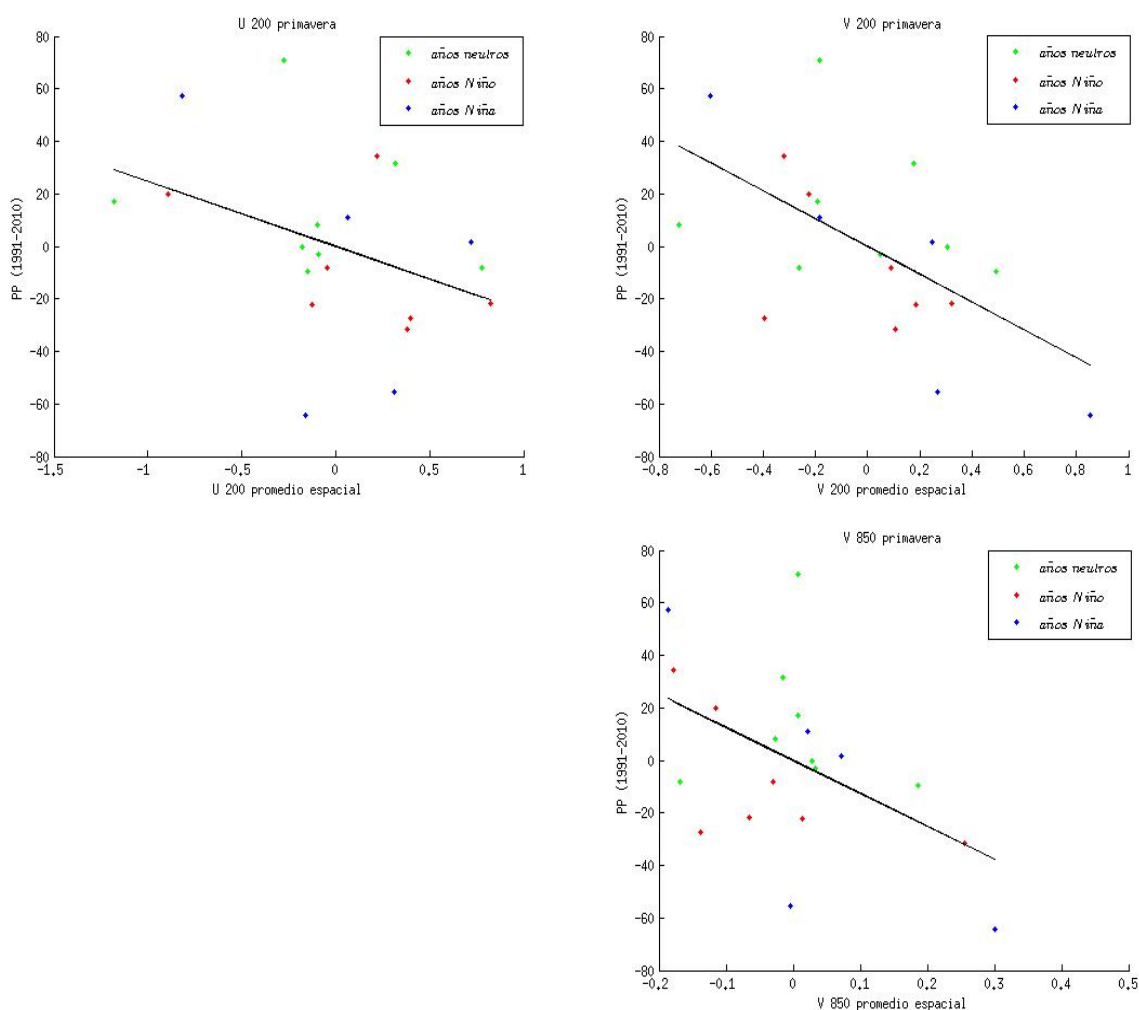 U 200 primavera
80
60
40
20
0
-20
-40
-60
-80
PP (1991-2010)
-1.5
-1
-0.5
0
0.5
1
U 200 promedio espacial
años neutros
años Niño
años Niña
V 200 primavera
80
60
40
20
0
-20
-40
-60
-80
PP (1991-2010)
-0.8
-0.6
-0.4
-0.2
0
0.2
0.4
0.6
0.8
1
V 200 promedio espacial
años neutros
años Niño
años Niña
V 850 primavera
80
60
40
20
0
-20
-40
-60
-80
PP (1991-2010)
-0.2
-0.1
0
0.1
0.2
0.3
0.4
0.5
V 850 promedio espacial
años neutros
años Niño
años Niña